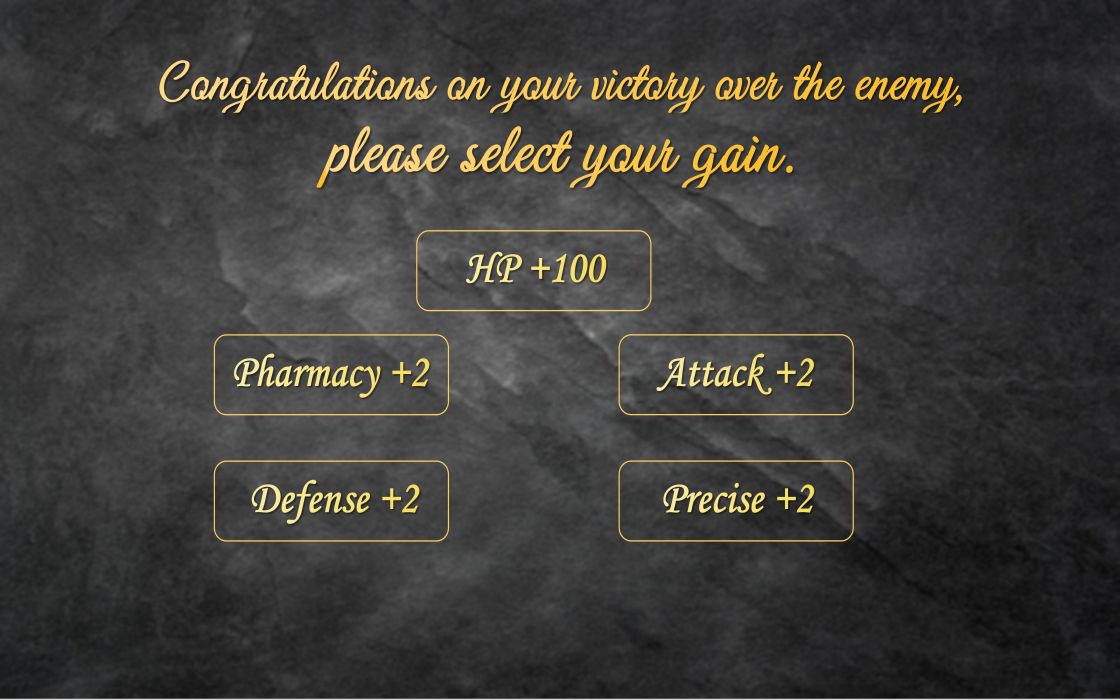 Congratulations on your victory over the enemy,
please select your gain.
HP +100
Pharmacy +2
Attack +2
Defense +2
Precise +2